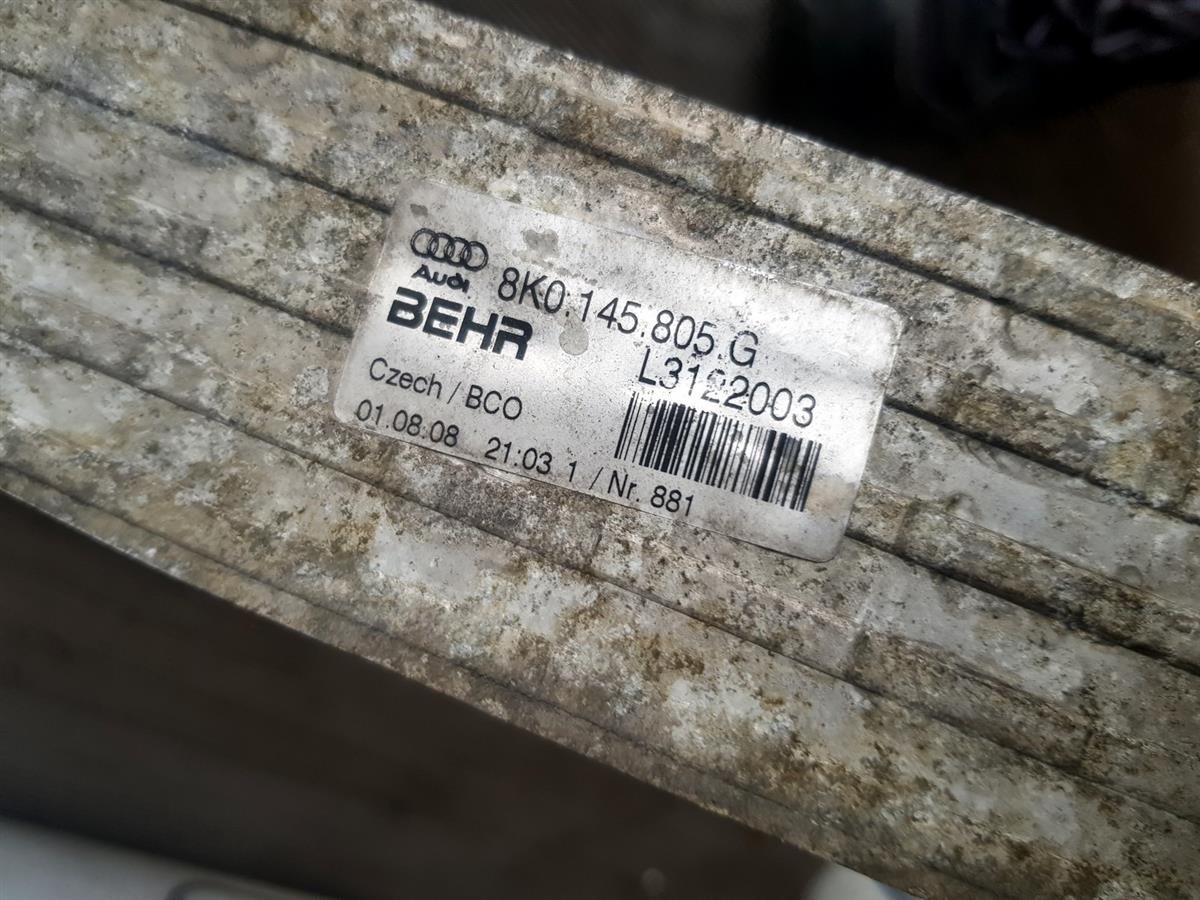 Audi 8K0.145.805.G
BEHR L3122003
Czech / BCO
01.08.08 21:03 1 / Nr. 881